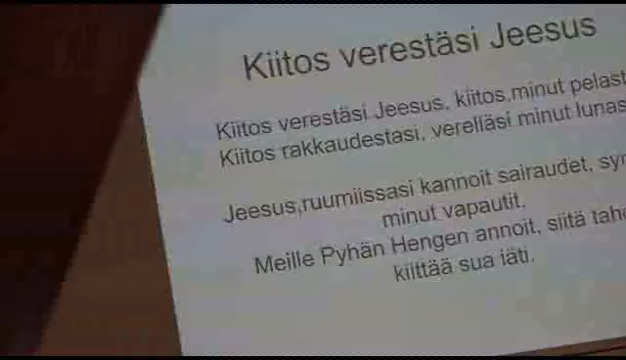 Kiitos verestäsi Jeesus
Kiitos verestäsi Jeesus, kiitos,minut
Kiitos rakkaudestasi, verelläsi minut
Jeesus,ruumiissasi kannoit sairaudet,
minut vapautit.
Meille Pyhän Hengen annoit, siitä
kiittää sua iäti.